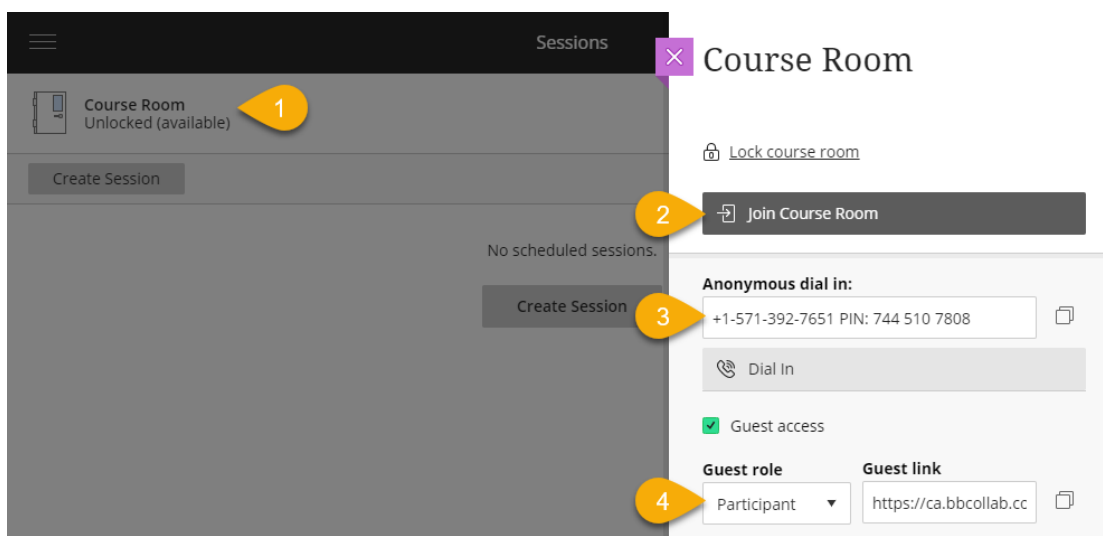 Sessions
Course Room
Unlocked (available)
1
Create Session
No scheduled sessions.
Create Session
Course Room
Lock course room
2
Join Course Room
Anonymous dial in:
3
+1-571-392-7651 PIN: 744 510 7808
Dial In
Guest access
Guest role Guest link
4
Participant https://ca.bbcollab.cc